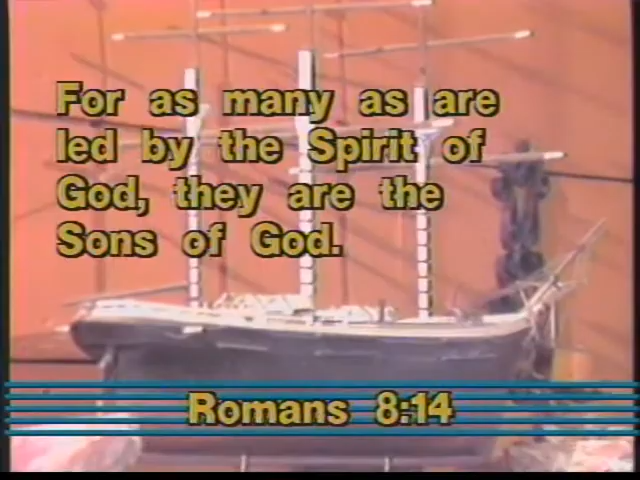 For as many as are
led by the Spirit of
God, they are the
Sons of God.
Romans 8:14